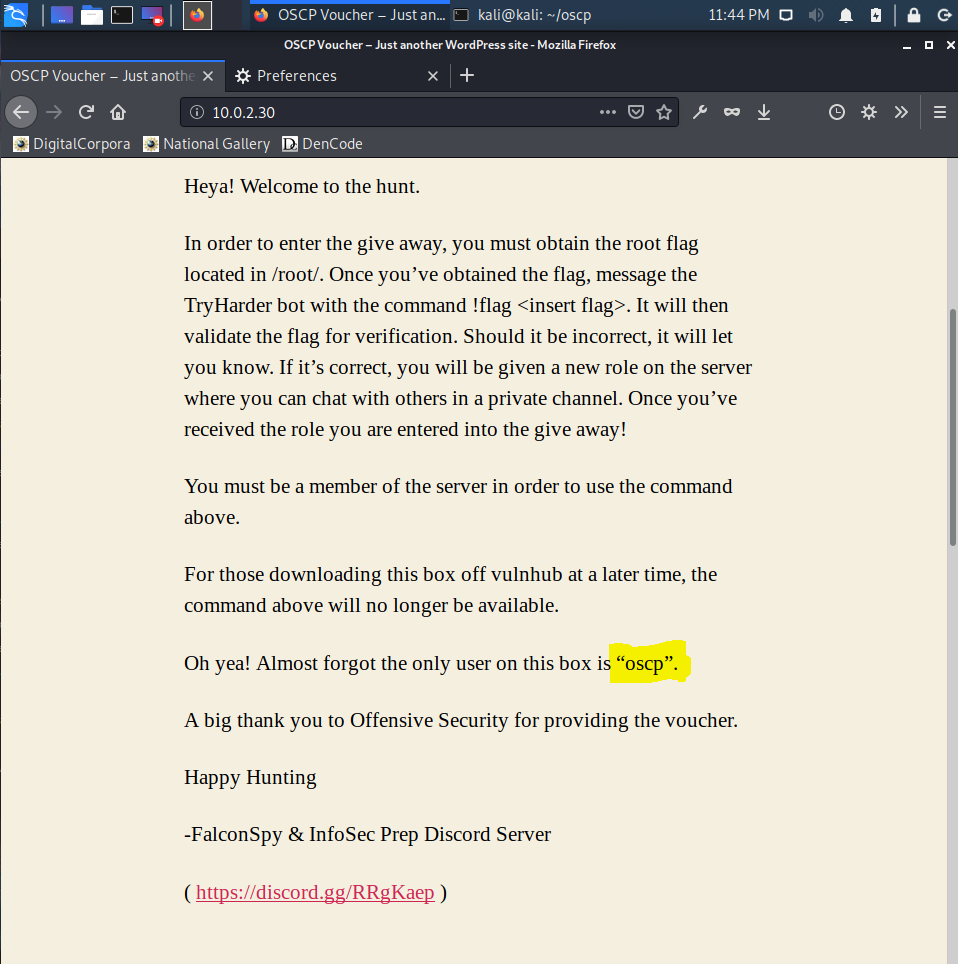 OSCP Voucher – Just an...
kali@kali: ~/oscp
11:44 PM
OSCP Voucher – Just another WordPress site - Mozilla Firefox
OSCP Voucher – Just anothe
Preferences
10.0.2.30
DigitalCorpora
National Gallery
DenCode
Heya! Welcome to the hunt.
In order to enter the give away, you must obtain the root flag
located in /root/. Once you’ve obtained the flag, message the
TryHarder bot with the command !flag <insert flag>. It will then
validate the flag for verification. Should it be incorrect, it will let
you know. If it’s correct, you will be given a new role on the server
where you can chat with others in a private channel. Once you’ve
received the role you are entered into the give away!
You must be a member of the server in order to use the command
above.
For those downloading this box off vulnhub at a later time, the
command above will no longer be available.
Oh yea! Almost forgot the only user on this box is “oscp”.
A big thank you to Offensive Security for providing the voucher.
Happy Hunting
-FalconSpy & InfoSec Prep Discord Server
( https://discord.gg/RRgKaep )